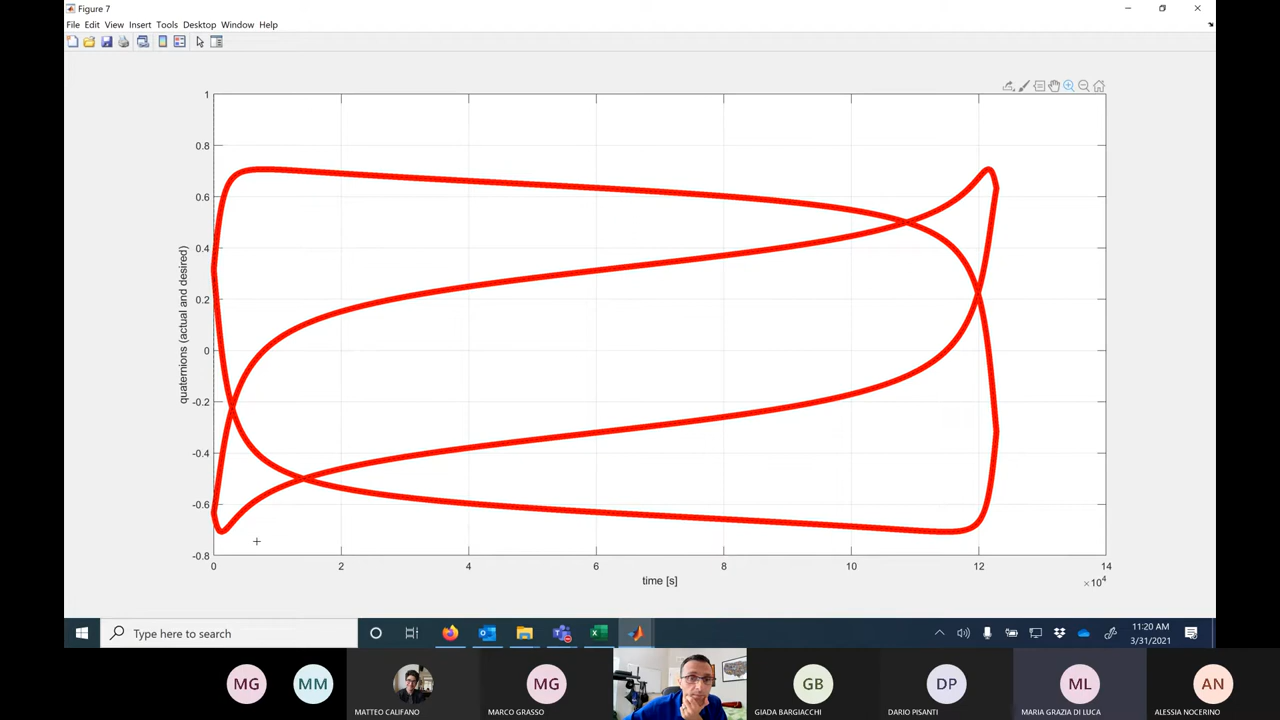 Figure 7
File Edit View Insert Tools Desktop Window Help
1
0.8
0.6
0.4
0.2
0
-0.2
-0.4
-0.6
-0.8
quaternions (actual and desired)
0 2 4 6 8 10 12 14
time [s]
×10⁴
Type here to search
11:20 AM
3/31/2021
MG
MM
MATTEO CALIFANO
MG
MARCO GRASSO
GB
GIADA BARGIACCHI
DP
DARIO PISANTI
ML
MARIA GRAZIA DI LUCA
AN
ALESSIA NOCERINO